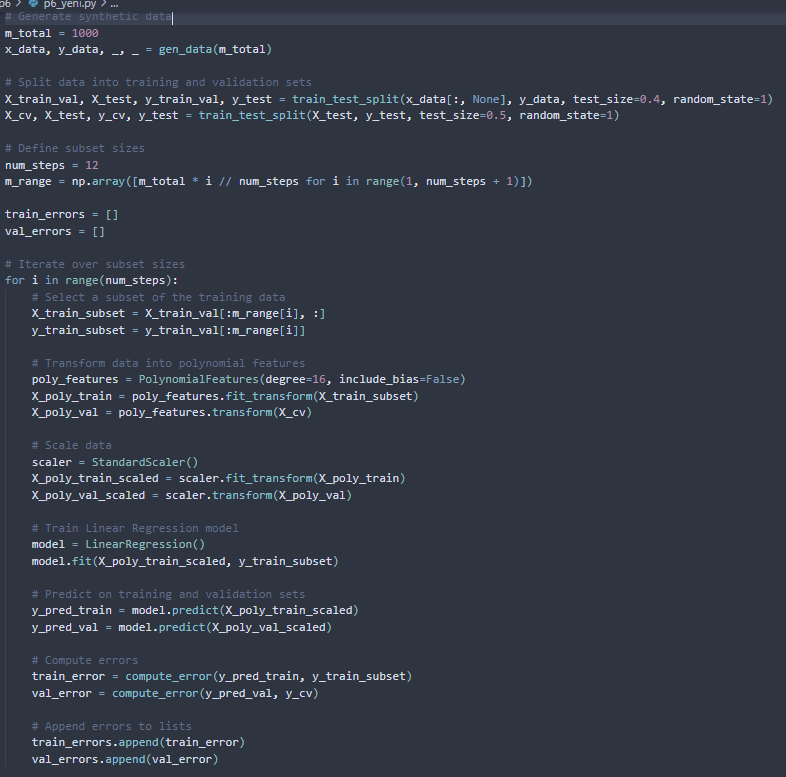 p6 > p6_yeni.py > ...
# Generate synthetic data
m_total = 1000
x_data, y_data, _, _ = gen_data(m_total)
# Split data into training and validation sets
X_train_val, X_test, y_train_val, y_test = train_test_split(x_data[:, None], y_data, test_size=0.4, random_state=1)
X_cv, X_test, y_cv, y_test = train_test_split(X_test, y_test, test_size=0.5, random_state=1)
# Define subset sizes
num_steps = 12
m_range = np.array([m_total * i // num_steps for i in range(1, num_steps + 1)])
train_errors = []
val_errors = []
# Iterate over subset sizes
for i in range(num_steps):
    # Select a subset of the training data
    X_train_subset = X_train_val[:m_range[i], :]
    y_train_subset = y_train_val[:m_range[i]]
    # Transform data into polynomial features
    poly_features = PolynomialFeatures(degree=16, include_bias=False)
    X_poly_train = poly_features.fit_transform(X_train_subset)
    X_poly_val = poly_features.transform(X_cv)
    # Scale data
    scaler = StandardScaler()
    X_poly_train_scaled = scaler.fit_transform(X_poly_train)
    X_poly_val_scaled = scaler.transform(X_poly_val)
    # Train Linear Regression model
    model = LinearRegression()
    model.fit(X_poly_train_scaled, y_train_subset)
    # Predict on training and validation sets
    y_pred_train = model.predict(X_poly_train_scaled)
    y_pred_val = model.predict(X_poly_val_scaled)
    # Compute errors
    train_error = compute_error(y_pred_train, y_train_subset)
    val_error = compute_error(y_pred_val, y_cv)
    # Append errors to lists
    train_errors.append(train_error)
    val_errors.append(val_error)